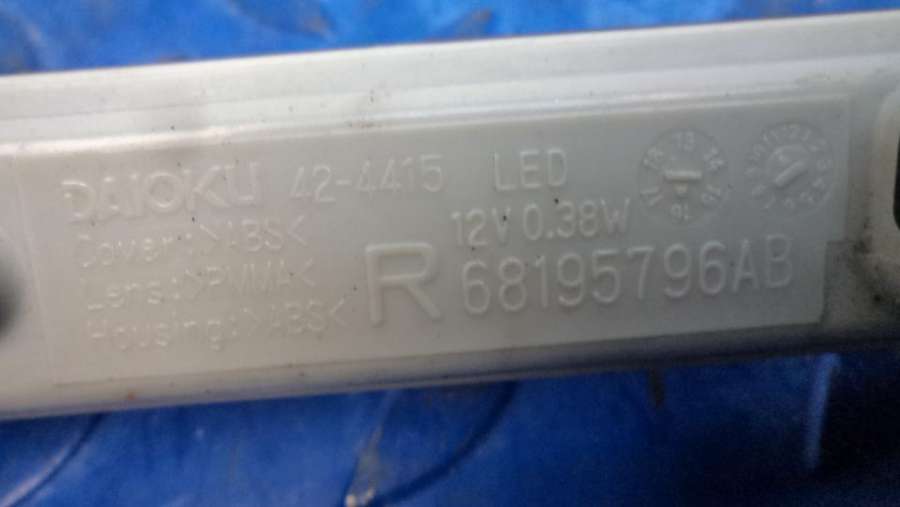 DAIOKU 42-4415 LED
12V 0.38W
Cover:>ABS<
Lens:>PMMA<
Housing:>ABS<
R 68195796AB